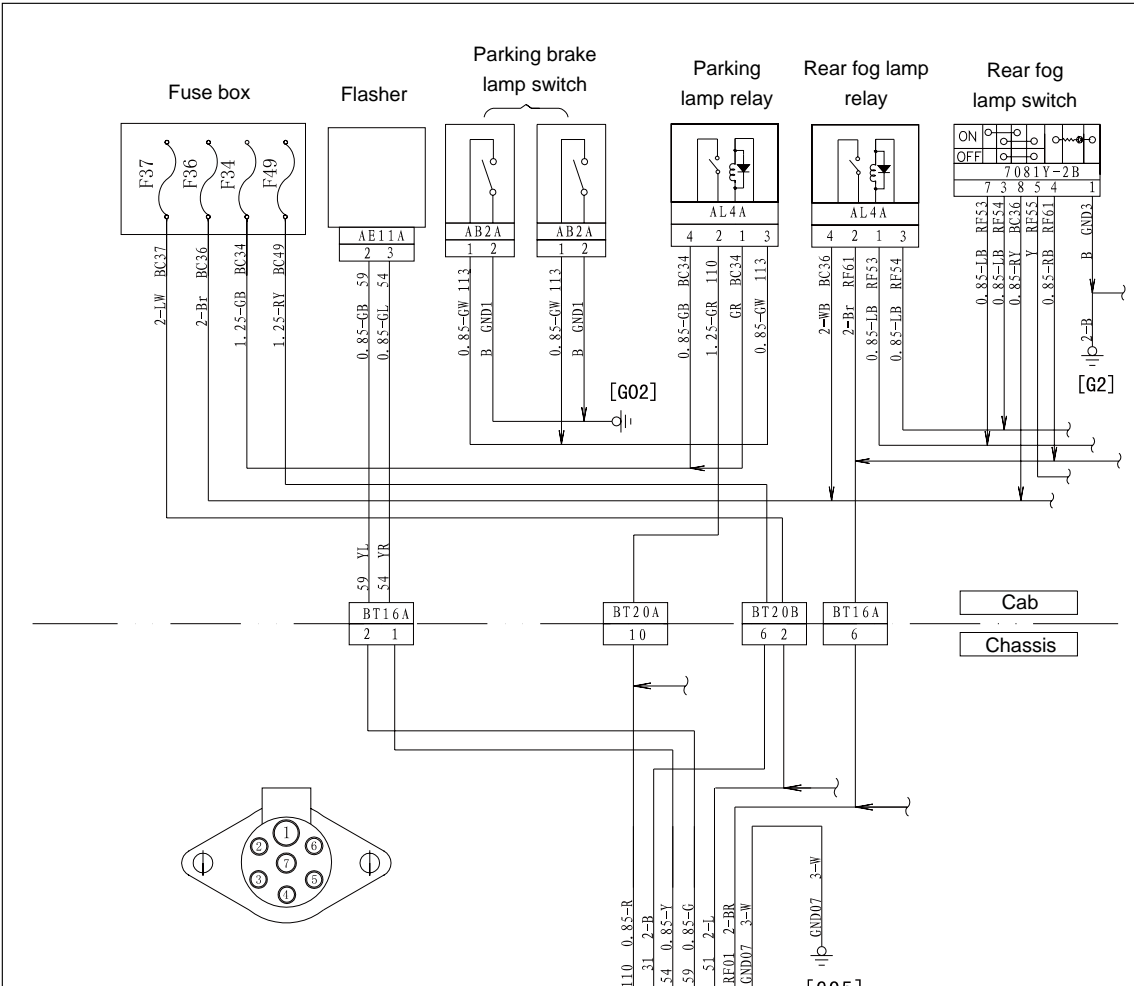 Fuse box
Flasher
Parking brake
lamp switch
Parking
lamp relay
Rear fog lamp
relay
Rear fog
lamp switch
F37
F36
F34
F49
ON
OFF
7081Y-2B
7 3 8 5 4 1
AE11A
2 3
AB2A
1 2
AB2A
1 2
AL4A
4 2 1 3
AL4A
4 2 1 3
2-LW BC37
2-Br BC36
1.25-GB BC34
1.25-RY BC49
0.85-GB 59
0.85-GL 54
0.85-GW 113
B GND1
0.85-GW 113
B GND1
0.85-GB BC34
1.25-GR 110
GR BC34
0.85-GW 113
2-WB BC36
2-Br RF61
0.85-LB RF53
0.85-LB RF54
0.85-LB RF53
0.85-LB RF54
0.85-RY BC36
Y RF55
0.85-RB RF61
B GND3
2-B
[G02]
[G2]
59 YL
54 YR
BT16A
2 1
BT20A
10
BT20B
6 2
BT16A
6
Cab
Chassis
1
2
6
7
3
5
4
110 0.85-R
31 2-B
54 0.85-Y
59 0.85-G
51 2-L
RF01 2-BR
GND07 3-W
GND07 3-W